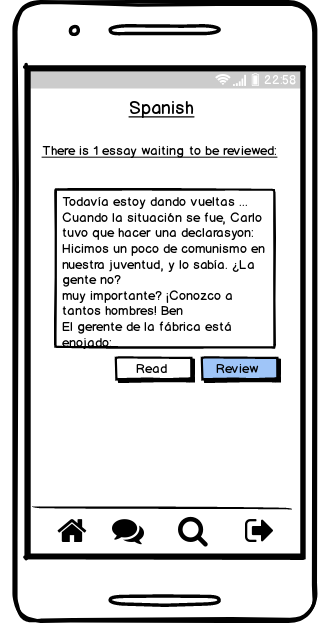 22:58
Spanish
There is 1 essay waiting to be reviewed:
Todavía estoy dando vueltas ...
Cuando la situación se fue, Carlo
tuvo que hacer una declarasyon:
Hicimos un poco de comunismo en
nuestra juventud, y lo sabía. ¿La
gente no?
muy importante? ¡Conozco a
tantos hombres! Ben
El gerente de la fábrica está
enojado:
Read
Review